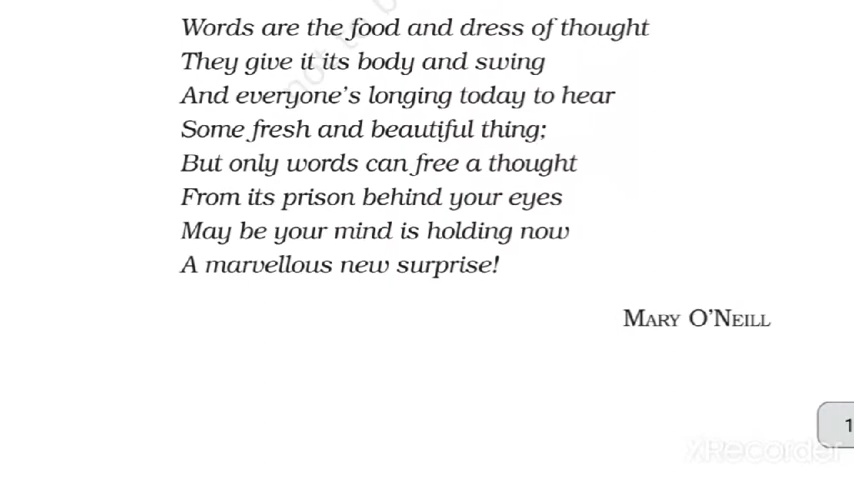 Words are the food and dress of thought
They give it its body and swing
And everyone's longing today to hear
Some fresh and beautiful thing;
But only words can free a thought
From its prison behind your eyes
May be your mind is holding now
A marvellous new surprise!
MARY O'NEILL
1
XRecorder